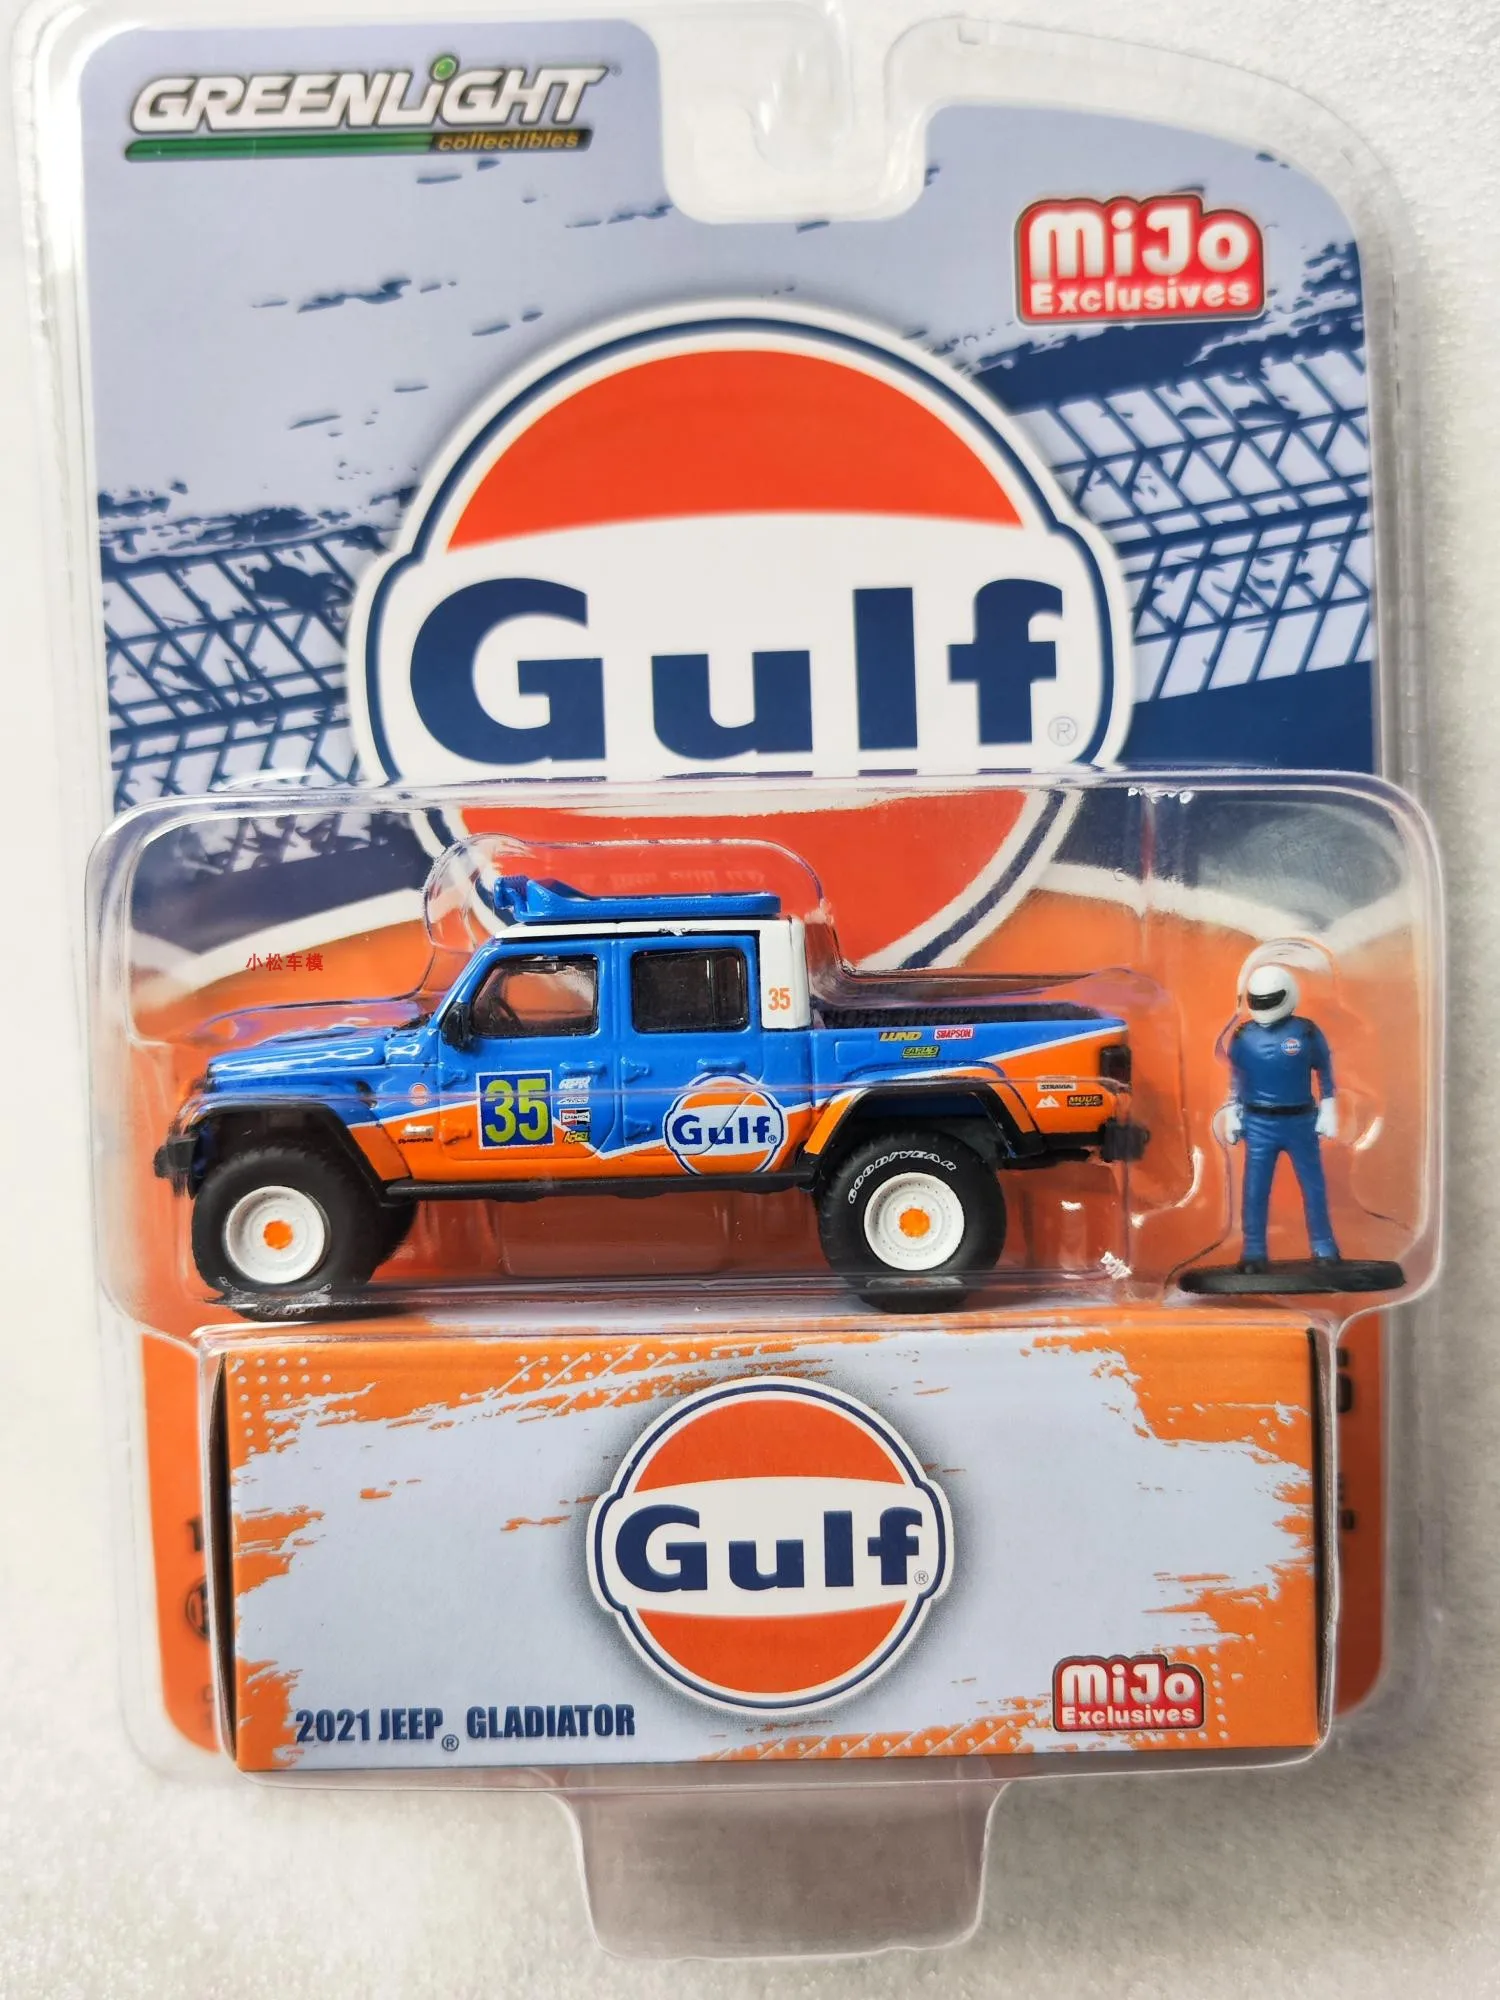 GREENLiGHT
collectibles
MiJo
Exclusives
Gulf®
小松车模
35
LUND
SIMPSON
EARL'S
35
Gulf®
GOODYEAR
2021 JEEP® GLADIATOR
Gulf®
MiJo
Exclusives